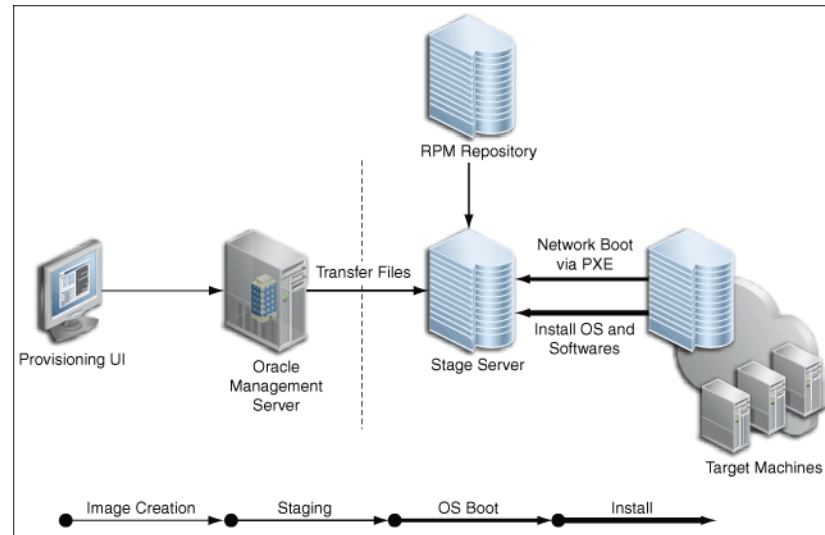 RPM Repository
Network Boot
via PXE
Transfer Files
Install OS and
Softwares
Provisioning UI
Oracle
Management
Server
Stage Server
Target Machines
Image Creation
Staging
OS Boot
Install